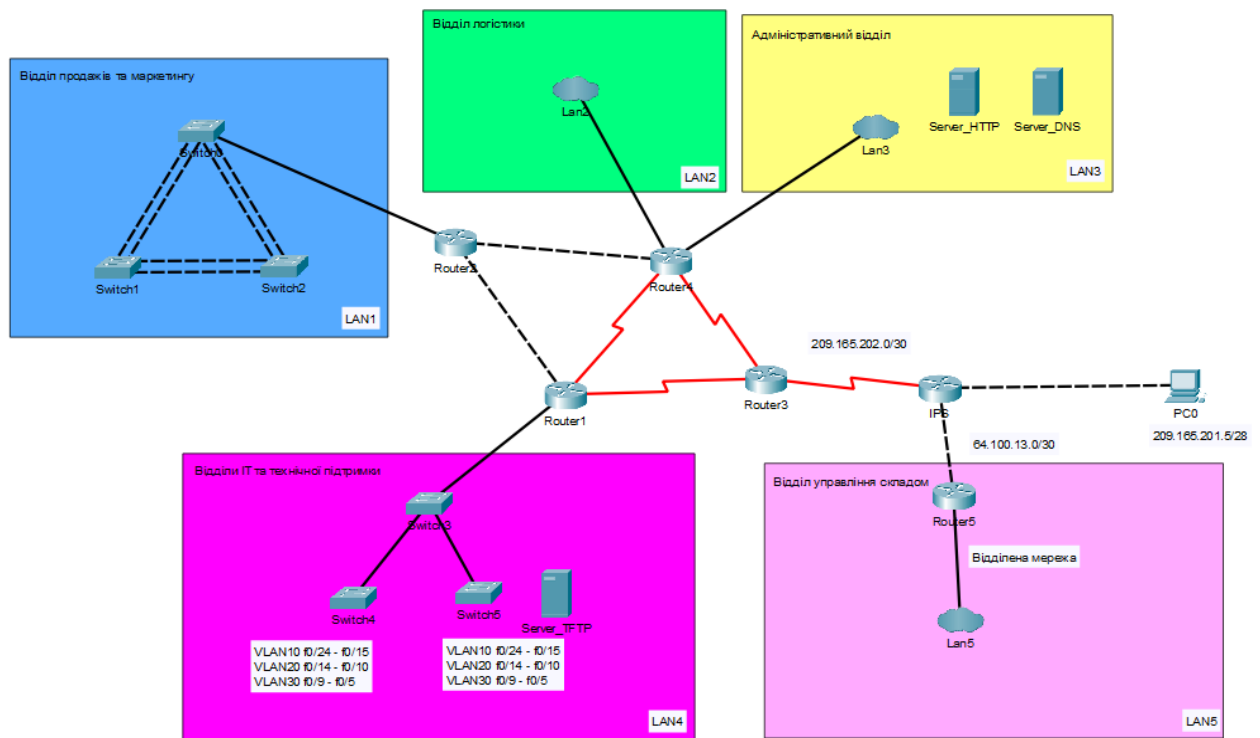 Відділ логістики
Lan2
LAN2
Адміністративний відділ
Server_HTTP
Server_DNS
Lan3
LAN3
Відділ продажів та маркетингу
Switch0
Switch1
Switch2
LAN1
Router2
Router4
Router1
Router3
209.165.202.0/30
IPS
PC0
209.165.201.5/28
64.100.13.0/30
Відділи ІТ та технічної підтримки
Switch3
Switch4
Switch5
Server_TFTP
VLAN10 f0/24 - f0/15
VLAN20 f0/14 - f0/10
VLAN30 f0/9 - f0/5
VLAN10 f0/24 - f0/15
VLAN20 f0/14 - f0/10
VLAN30 f0/9 - f0/5
LAN4
Відділ управління складом
Router5
Відділена мережа
Lan5
LAN5